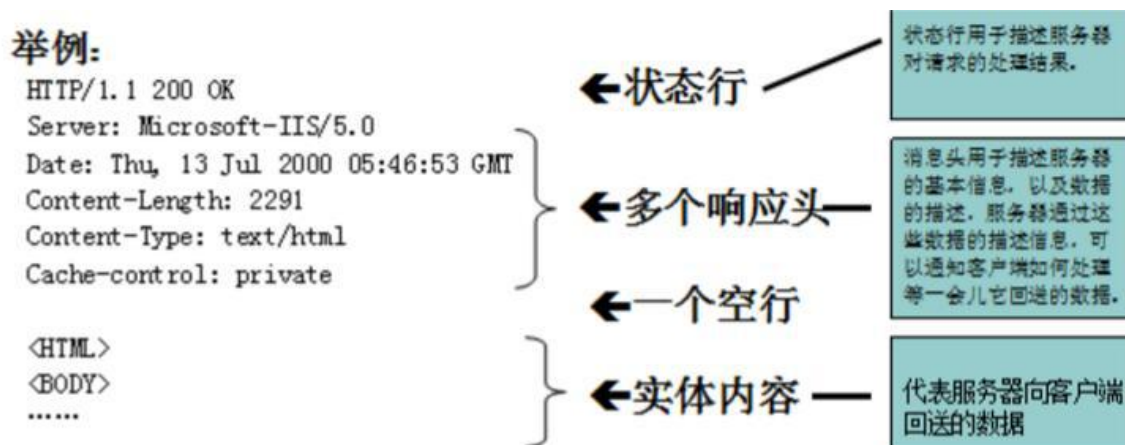 举例:
HTTP/1.1 200 OK
Server: Microsoft-IIS/5.0
Date: Thu, 13 Jul 2000 05:46:53 GMT
Content-Length: 2291
Content-Type: text/html
Cache-control: private
<HTML>
<BODY>
......
状态行
多个响应头
一个空行
实体内容
状态行用于描述服务器
对请求的处理结果。
消息头用于描述服务器
的基本信息，以及数据
的描述，服务器通过这
些数据的描述信息，可
以通知客户端如何处理
等一会儿它回送的数据。
代表服务器向客户端
回送的数据